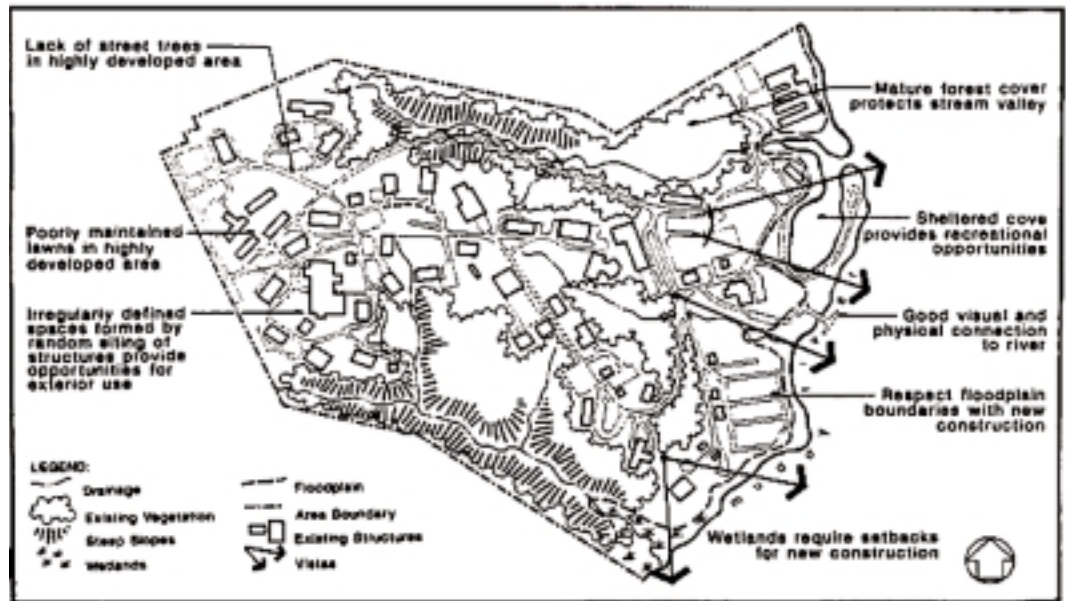 Lack of street trees
in highly developed area
Poorly maintained
lawns in highly
developed area
Irregularly defined
spaces formed by
random siting of
structures provide
opportunities for
exterior use
Mature forest cover
protects stream valley
Sheltered cove
provides recreational
opportunities
Good visual and
physical connection
to river
Respect floodplain
boundaries with new
construction
Wetlands require setbacks
for new construction
LEGEND:
Drainage
Existing Vegetation
Steep Slopes
Wetlands
Floodplain
Area Boundary
Existing Structures
Vistas